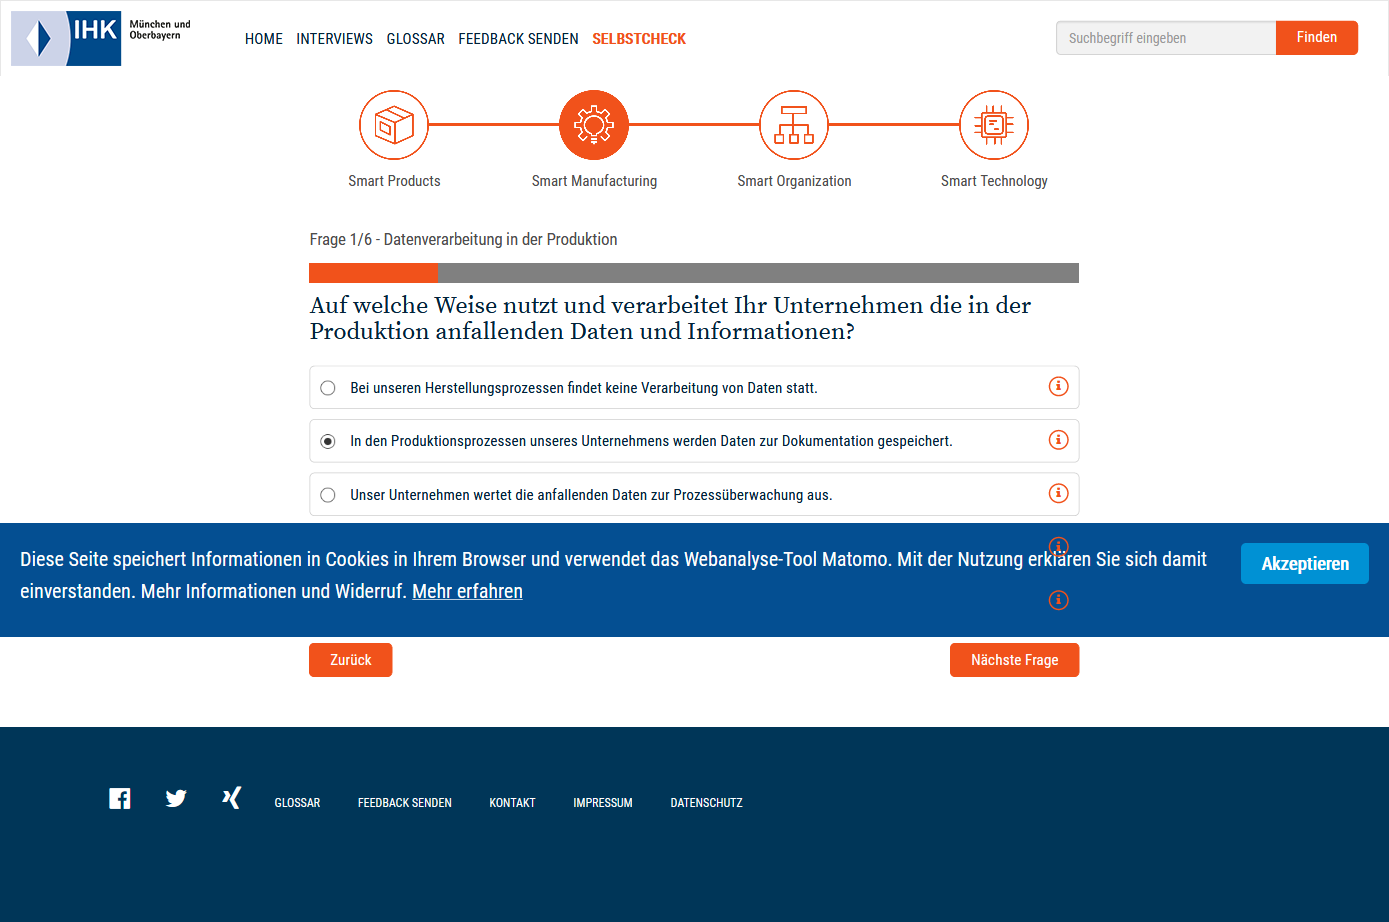 IHK
München und
Oberbayern
HOME INTERVIEWS GLOSSAR FEEDBACK SENDEN SELBSTCHECK
Suchbegriff eingeben
Finden
Smart Products
Smart Manufacturing
Smart Organization
Smart Technology
Frage 1/6 - Datenverarbeitung in der Produktion
Auf welche Weise nutzt und verarbeitet Ihr Unternehmen die in der
Produktion anfallenden Daten und Informationen?
Bei unseren Herstellungsprozessen findet keine Verarbeitung von Daten statt.
In den Produktionsprozessen unseres Unternehmens werden Daten zur Dokumentation gespeichert.
Unser Unternehmen wertet die anfallenden Daten zur Prozessüberwachung aus.
Diese Seite speichert Informationen in Cookies in Ihrem Browser und verwendet das Webanalyse-Tool Matomo. Mit der Nutzung erklären Sie sich damit
einverstanden. Mehr Informationen und Widerruf. Mehr erfahren
Akzeptieren
Zurück
Nächste Frage
GLOSSAR FEEDBACK SENDEN KONTAKT IMPRESSUM DATENSCHUTZ